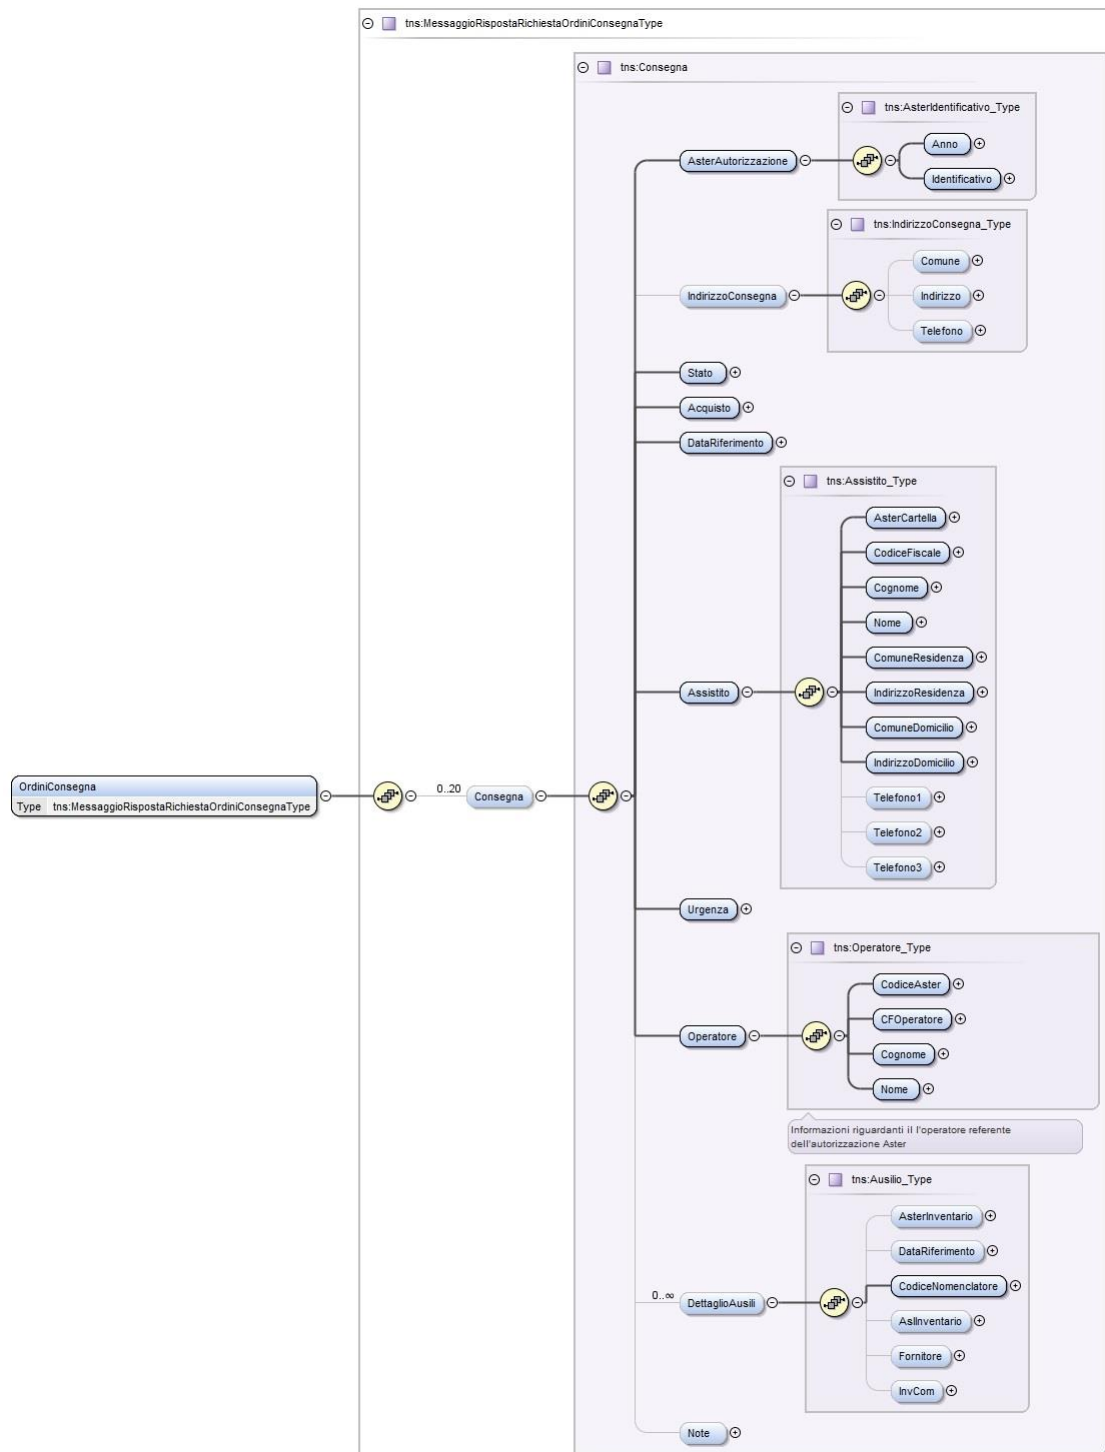 tns:MessaggioRispostaRichiestaOrdiniConsegnaType
tns:Consegna
tns:AsterIdentificativo_Type
AsterAutorizzazione
Anno
Identificativo
tns:IndirizzoConsegna_Type
IndirizzoConsegna
Comune
Indirizzo
Telefono
Stato
Acquisto
DataRiferimento
tns:Assistito_Type
Assistito
AsterCartella
CodiceFiscale
Cognome
Nome
ComuneResidenza
IndirizzoResidenza
ComuneDomicilio
IndirizzoDomicilio
Telefono1
Telefono2
Telefono3
OrdiniConsegna
Type tns:MessaggioRispostaRichiestaOrdiniConsegnaType
0..20
Consegna
Urgenza
tns:Operatore_Type
Operatore
CodiceAster
CFOperatore
Cognome
Nome
Informazioni riguardanti il l'operatore referente
dell'autorizzazione Aster
tns:Ausilio_Type
0..∞
DettaglioAusili
AsterInventario
DataRiferimento
CodiceNomenclatore
AslInventario
Fornitore
InvCom
Note